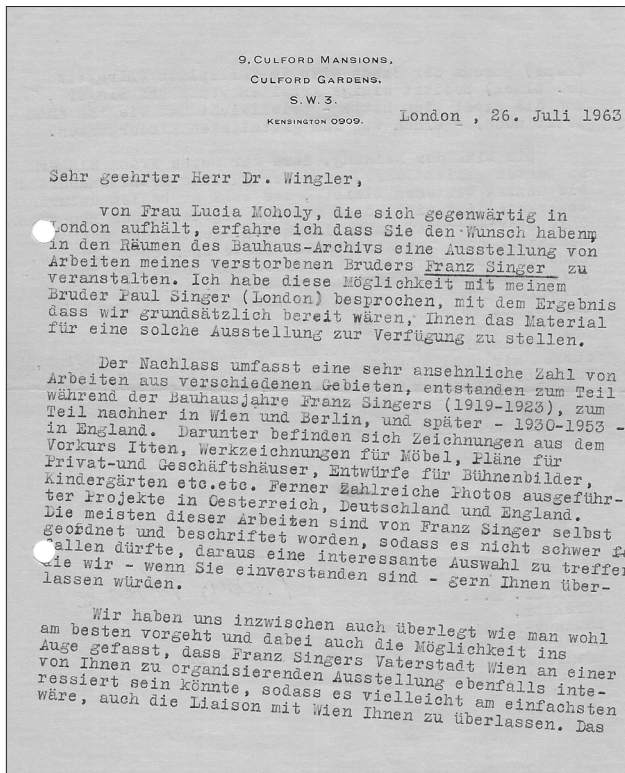 9, CULFORD MANSIONS,
CULFORD GARDENS,
S. W. 3.
KENSINGTON 0909.
London , 26. Juli 1963
Sehr geehrter Herr Dr. Wingler,
von Frau Lucia Moholy, die sich gegenwärtig in
London aufhält, erfahre ich dass Sie den Wunsch haben,
in den Räumen des Bauhaus-Archivs eine Ausstellung von
Arbeiten meines verstorbenen Bruders Franz Singer zu
veranstalten. Ich habe diese Möglichkeit mit meinem
Bruder Paul Singer (London) besprochen, mit dem Ergebnis
dass wir grundsätzlich bereit wären, Ihnen das Material
für eine solche Ausstellung zur Verfügung zu stellen.
Der Nachlass umfasst eine sehr ansehnliche Zahl von
Arbeiten aus verschiedenen Gebieten, entstanden zum Teil
während der Bauhausjahre Franz Singers (1919-1923), zum
Teil nachher in Wien und Berlin, und später - 1930-1953 -
in England. Darunter befinden sich Zeichnungen aus dem
Vorkurs Itten, Werkzeichnungen für Möbel, Pläne für
Privat-und Geschäftshäuser, Entwürfe für Bühnenbilder,
Kindergärten etc.etc. Ferner Zahlreiche Photos ausgeführ-
ter Projekte in Oesterreich, Deutschland und England.
Die meisten dieser Arbeiten sind von Franz Singer selbst
geordnet und beschriftet worden, sodass es nicht schwer
fallen dürfte, daraus eine interessante Auswahl zu treffen
die wir - wenn Sie einverstanden sind - gern Ihnen über-
lassen würden.
Wir haben uns inzwischen auch überlegt wie man wohl
am besten vorgeht und dabei auch die Möglichkeit ins
Auge gefasst, dass Franz Singers Vaterstadt Wien an einer
von Ihnen zu organisierenden Ausstellung ebenfalls inte-
ressiert sein könnte, sodass es vielleicht am einfachsten
wäre, auch die Liaison mit Wien Ihnen zu überlassen. Das